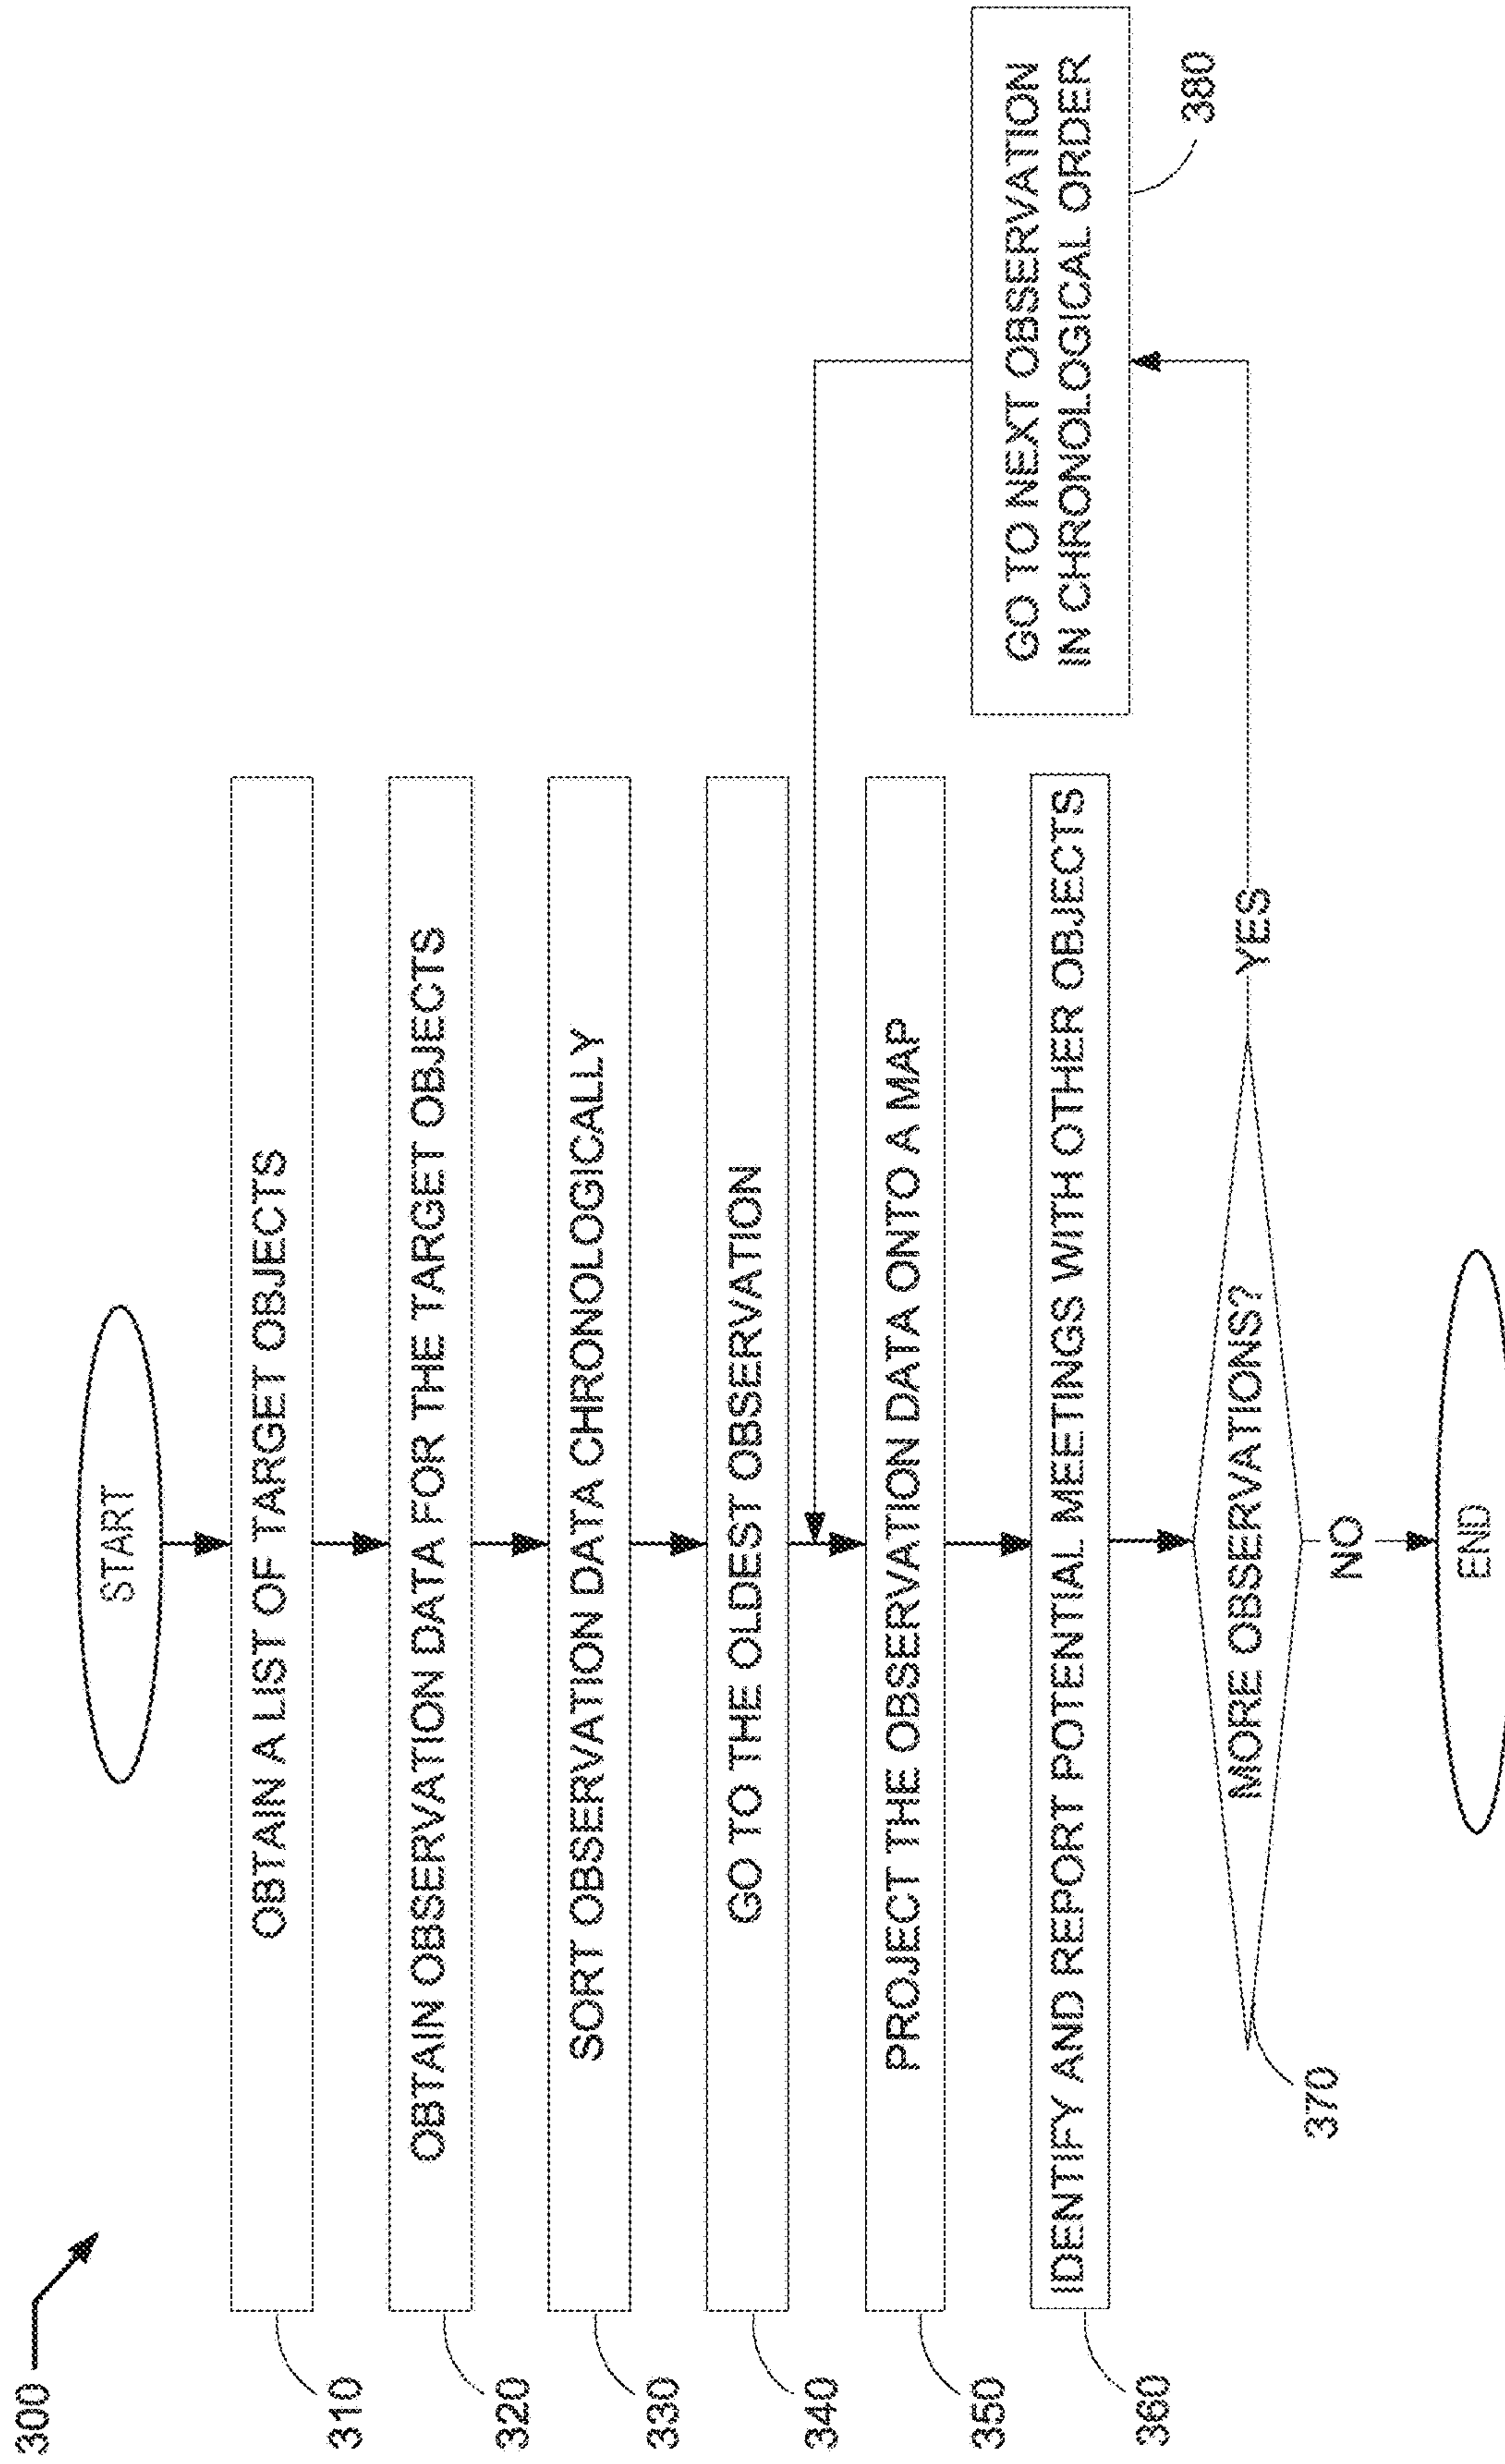 300
START
310
OBTAIN A LIST OF TARGET OBJECTS
320
OBTAIN OBSERVATION DATA FOR THE TARGET OBJECTS
330
SORT OBSERVATION DATA CHRONOLOGICALLY
340
GO TO THE OLDEST OBSERVATION
350
PROJECT THE OBSERVATION DATA ONTO A MAP
360
IDENTIFY AND REPORT POTENTIAL MEETINGS WITH OTHER OBJECTS
370
MORE OBSERVATIONS?
YES
GO TO NEXT OBSERVATION
IN CHRONOLOGICAL ORDER
380
NO
END